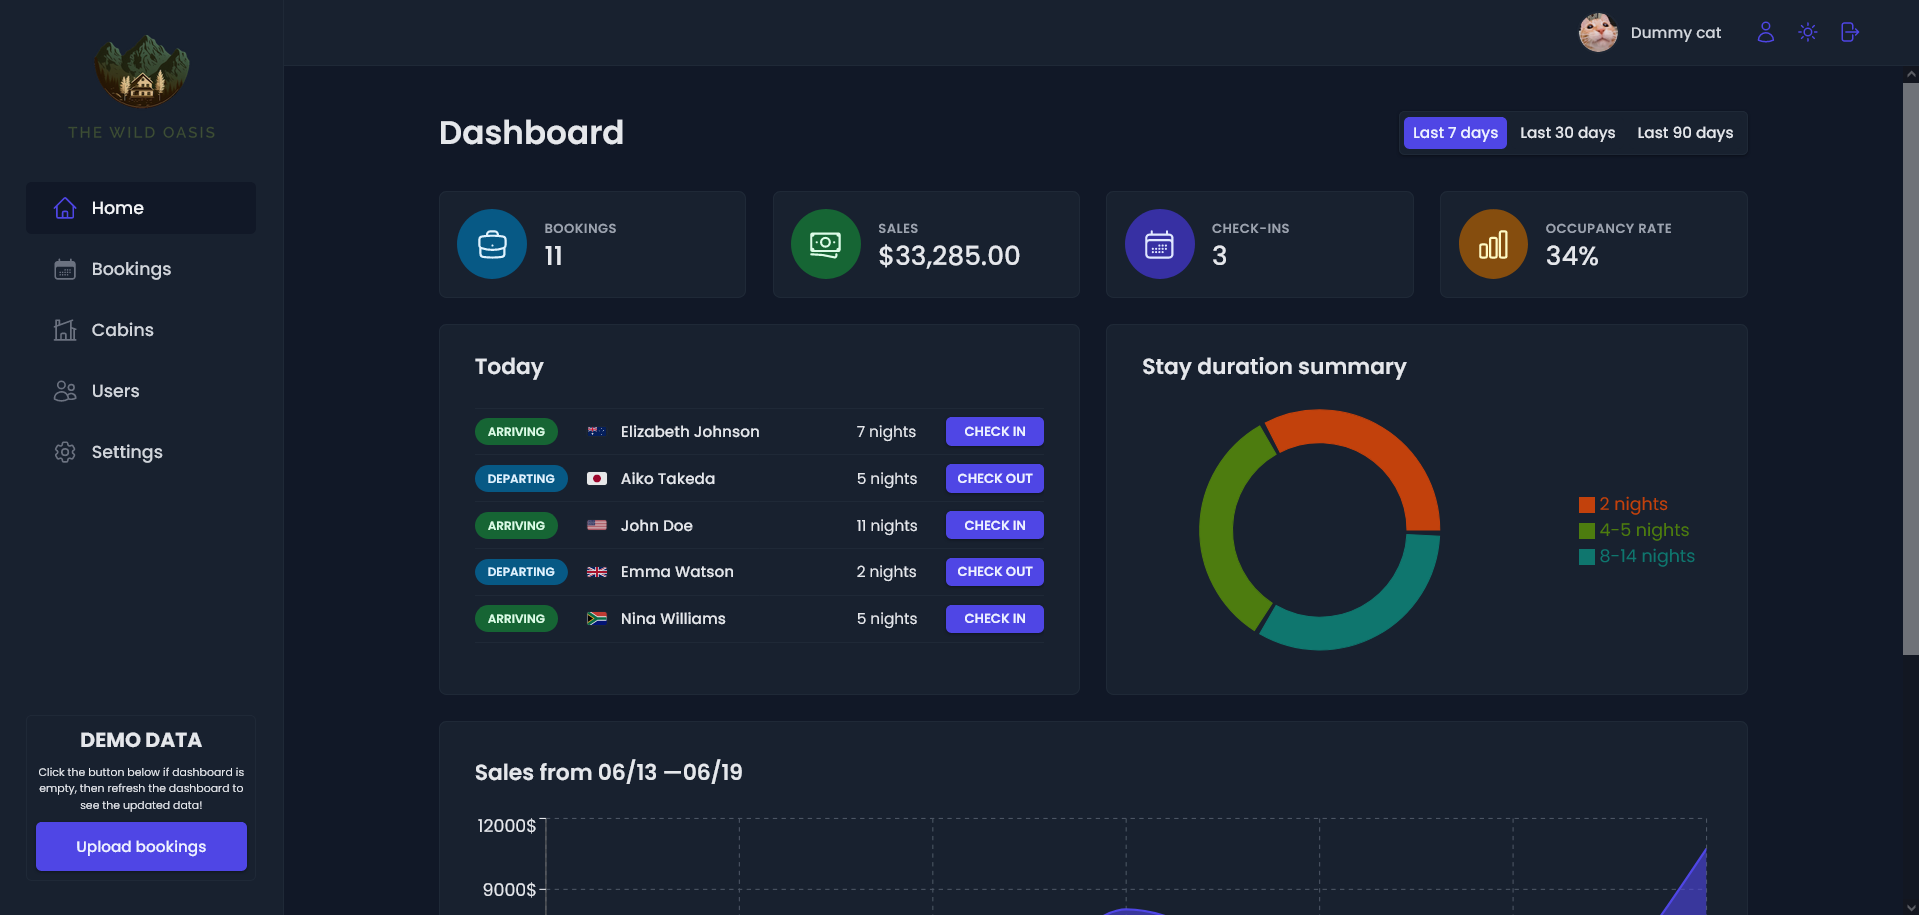 THE WILD OASIS
Home
Bookings
Cabins
Users
Settings
DEMO DATA
Click the button below if dashboard is
empty, then refresh the dashboard to
see the updated data!
Upload bookings
Dummy cat
Dashboard
Last 7 days Last 30 days Last 90 days
BOOKINGS
11
SALES
$33,285.00
CHECK-INS
3
OCCUPANCY RATE
34%
Today
ARRIVING Elizabeth Johnson 7 nights CHECK IN
DEPARTING Aiko Takeda 5 nights CHECK OUT
ARRIVING John Doe 11 nights CHECK IN
DEPARTING Emma Watson 2 nights CHECK OUT
ARRIVING Nina Williams 5 nights CHECK IN
Stay duration summary
2 nights
4-5 nights
8-14 nights
Sales from 06/13 —06/19
12000$
9000$